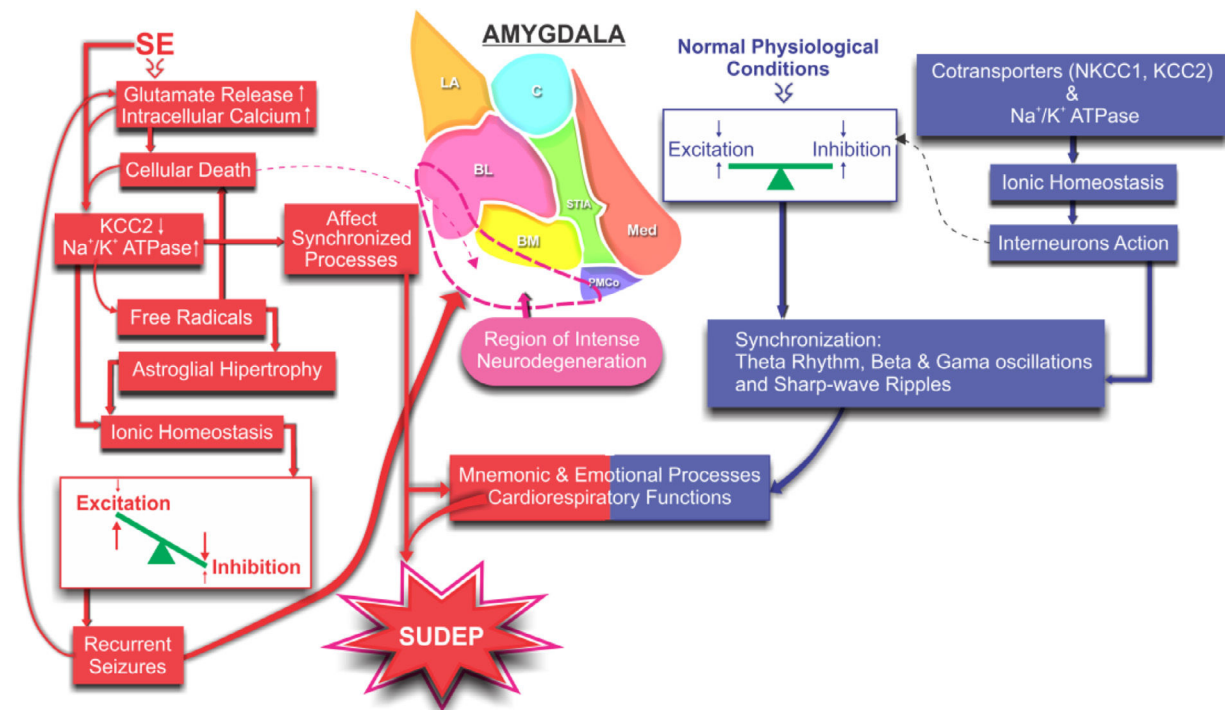 SE
Glutamate Release ↑
Intracellular Calcium ↑
Cellular Death
KCC2 ↓
Na⁺/K⁺ ATPase ↑
Free Radicals
Astroglial Hipertrophy
Ionic Homeostasis
Excitation
Inhibition
Recurrent
Seizures
Affect
Synchronized
Processes
AMYGDALA
LA
C
BL
STIA
BM
Med
PMCo
Region of Intense
Neurodegeneration
Mnemonic & Emotional Processes
Cardiorespiratory Functions
SUDEP
Normal Physiological
Conditions
Excitation
Inhibition
Cotransporters (NKCC1, KCC2)
&
Na⁺/K⁺ ATPase
Ionic Homeostasis
Interneurons Action
Synchronization:
Theta Rhythm, Beta & Gama oscillations
and Sharp-wave Ripples